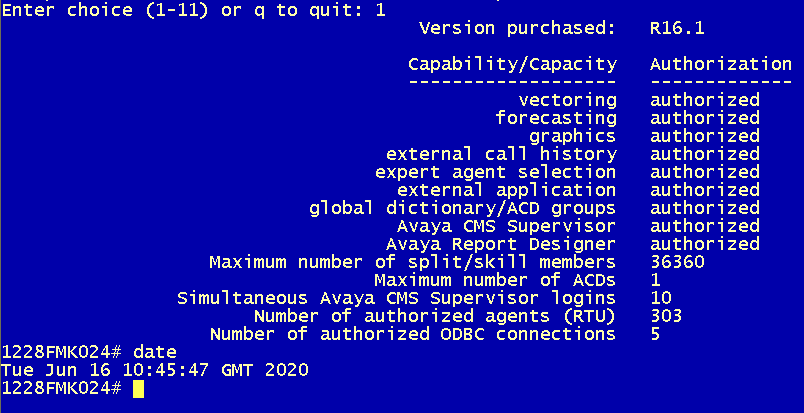 Enter choice (1-11) or q to quit: 1
Version purchased: R16.1
Capability/Capacity Authorization
------------------- -------------
vectoring authorized
forecasting authorized
graphics authorized
external call history authorized
expert agent selection authorized
external application authorized
global dictionary/ACD groups authorized
Avaya CMS Supervisor authorized
Avaya Report Designer authorized
Maximum number of split/skill members 36360
Maximum number of ACDs 1
Simultaneous Avaya CMS Supervisor logins 10
Number of authorized agents (RTU) 303
Number of authorized ODBC connections 5
1228FMK024# date
Tue Jun 16 10:45:47 GMT 2020
1228FMK024#